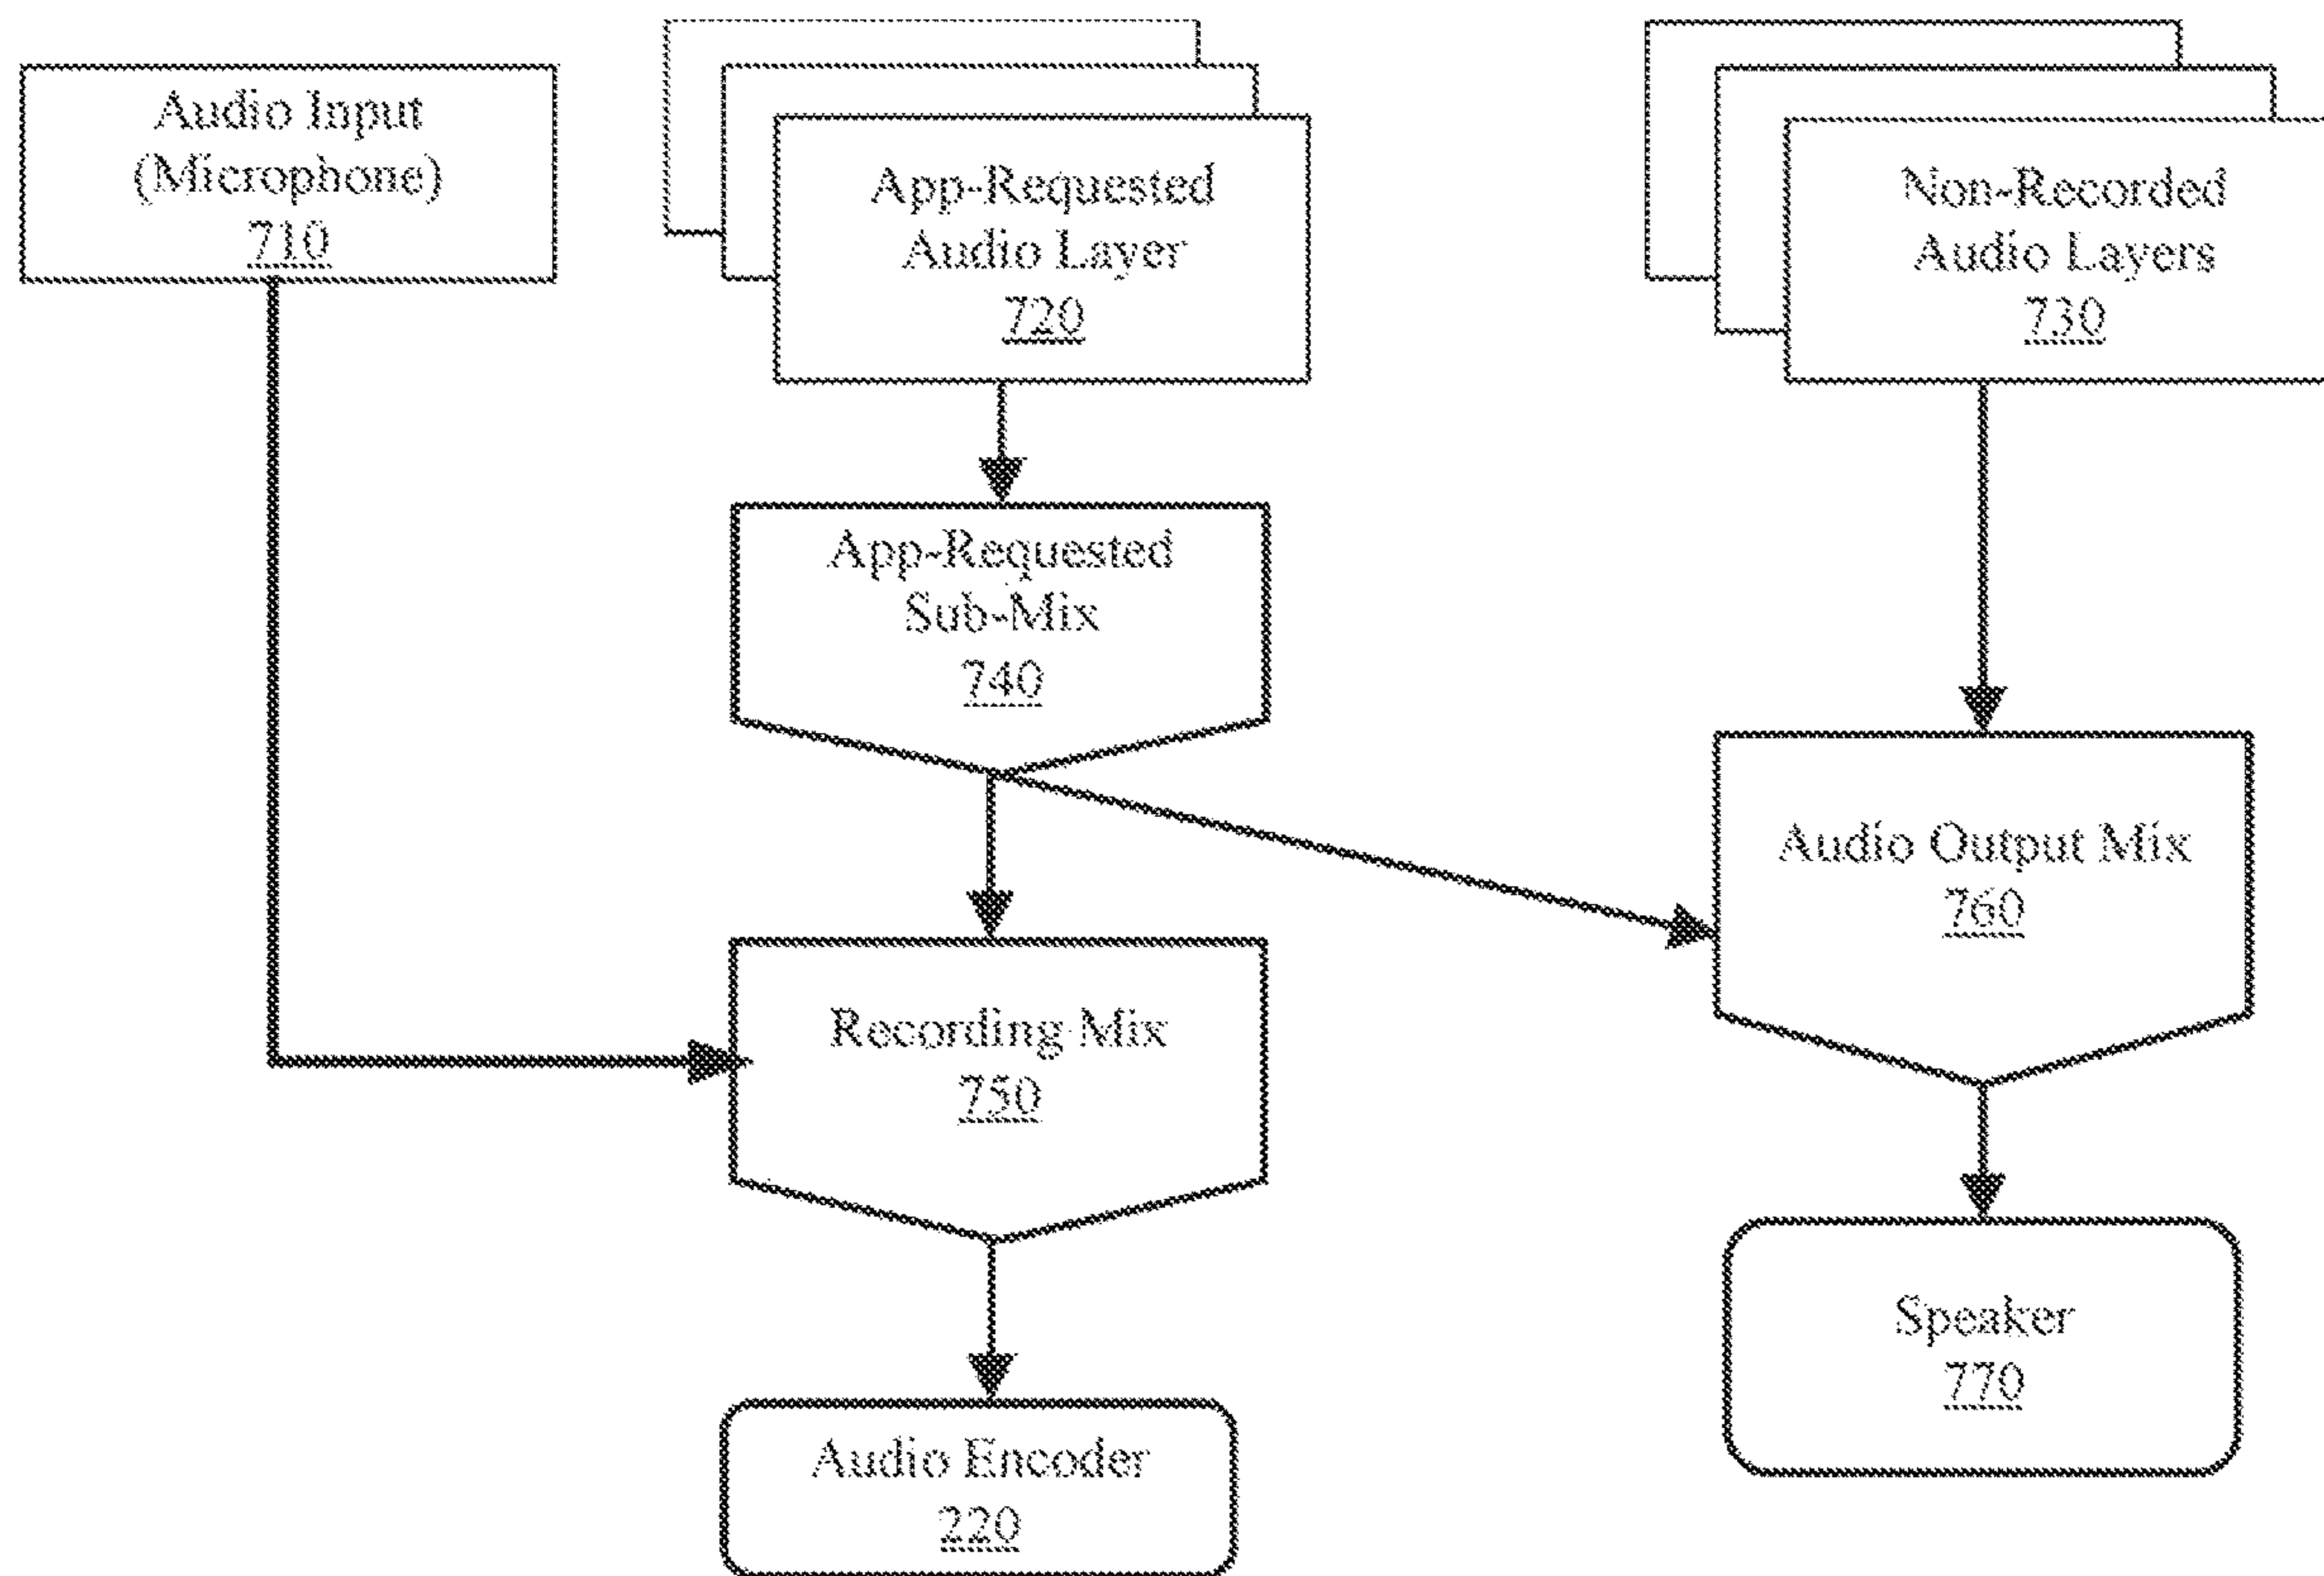 Audio Input
(Microphone)
710
App-Requested
Audio Layer
720
Non-Recorded
Audio Layers
730
App-Requested
Sub-Mix
740
Audio Output Mix
760
Recording Mix
750
Speaker
770
Audio Encoder
220